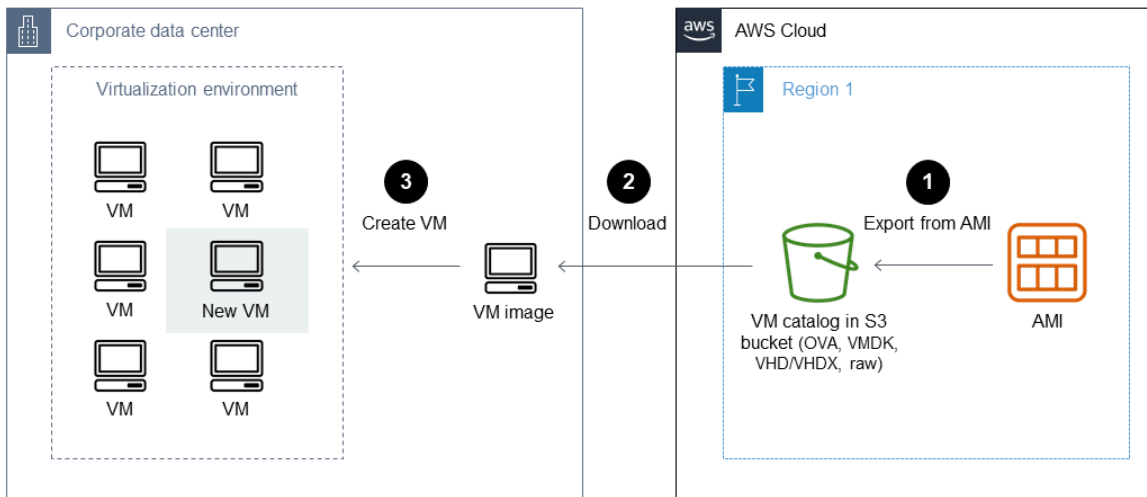 Corporate data center
Virtualization environment
VM
VM
VM
New VM
VM
VM
3
Create VM
VM image
2
Download
aws
AWS Cloud
Region 1
1
Export from AMI
VM catalog in S3
bucket (OVA, VMDK,
VHD/VHDX, raw)
AMI